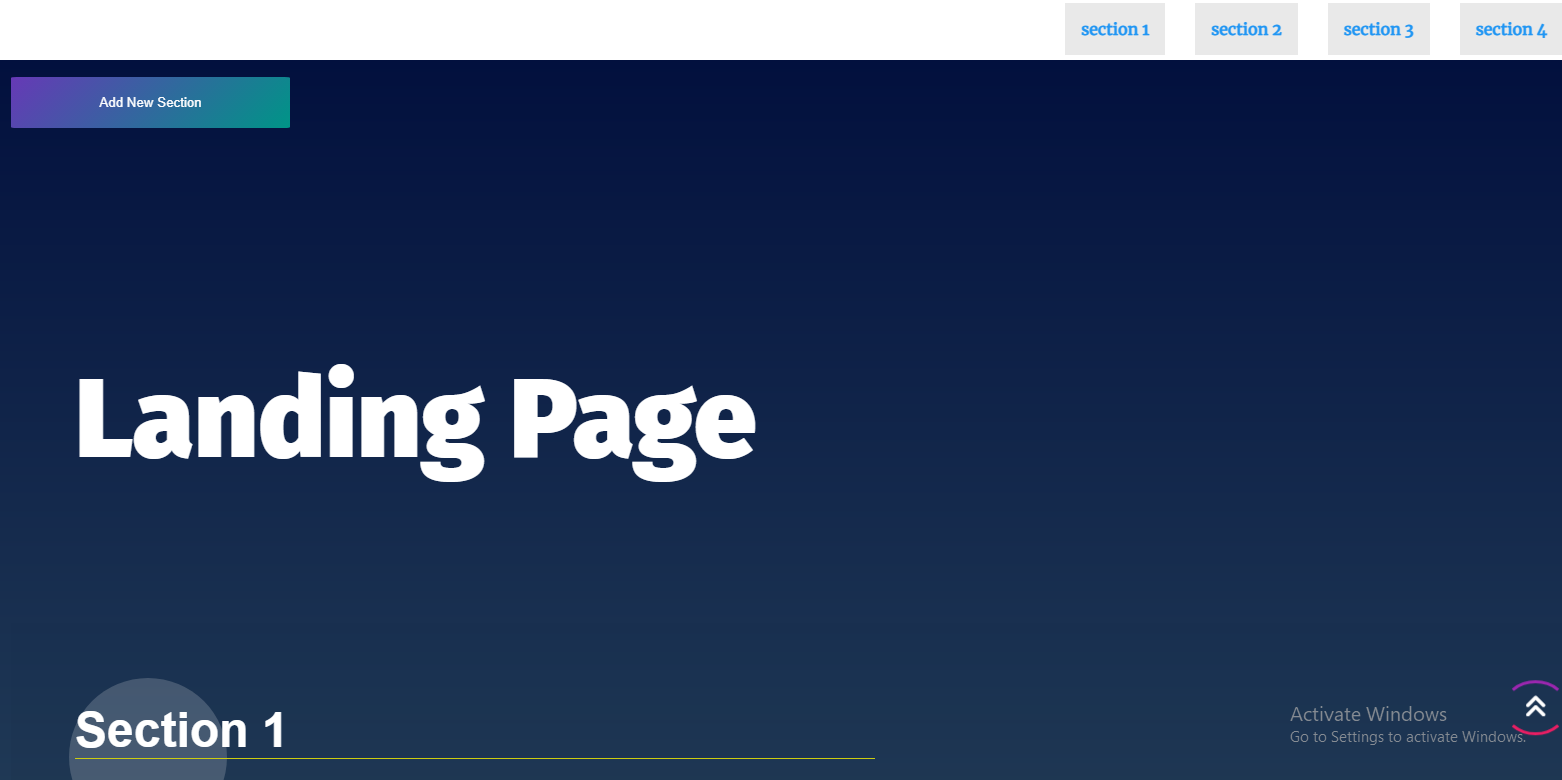 section 1
section 2
section 3
section 4
Add New Section
Landing Page
Section 1
Activate Windows
Go to Settings to activate Windows.